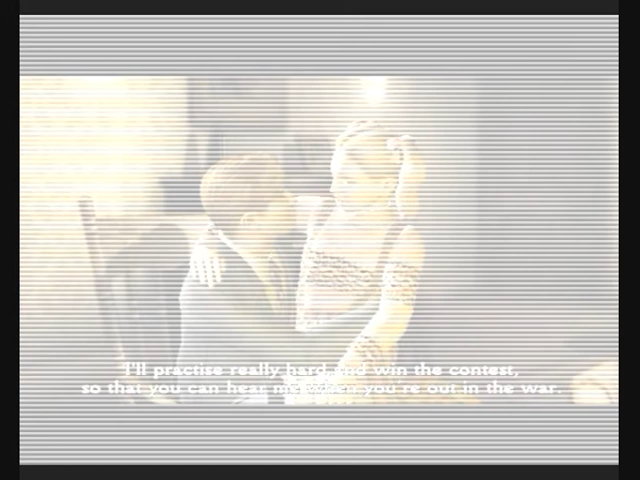 I'll practise really hard and win the contest,
so that you can hear me when you're out in the war.